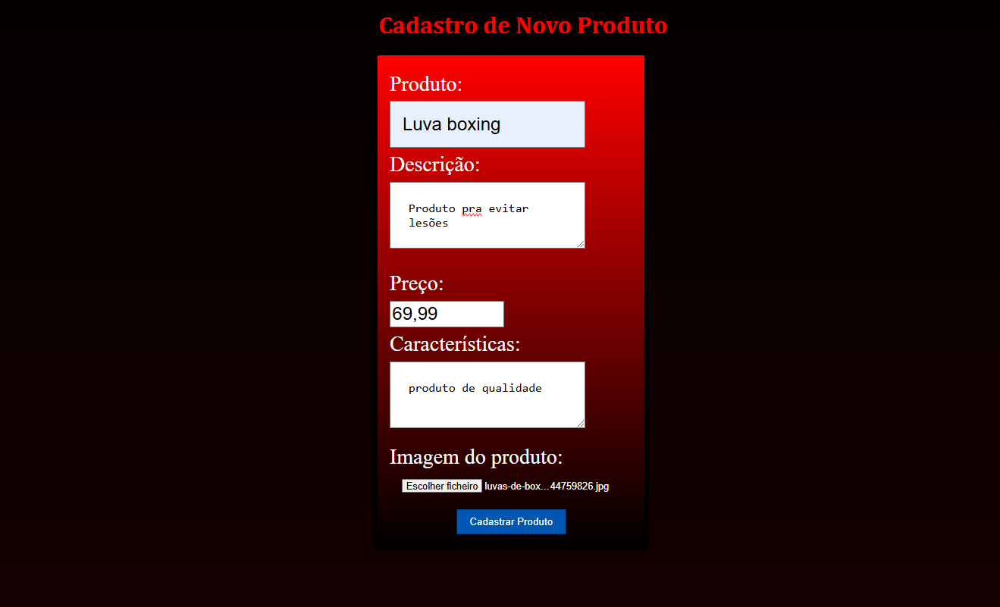 Cadastro de Novo Produto
Produto:
Luva boxing
Descrição:
Produto pra evitar
lesões
Preço:
69,99
Características:
produto de qualidade
Imagem do produto:
Escolher ficheiro luvas-de-box...44759826.jpg
Cadastrar Produto